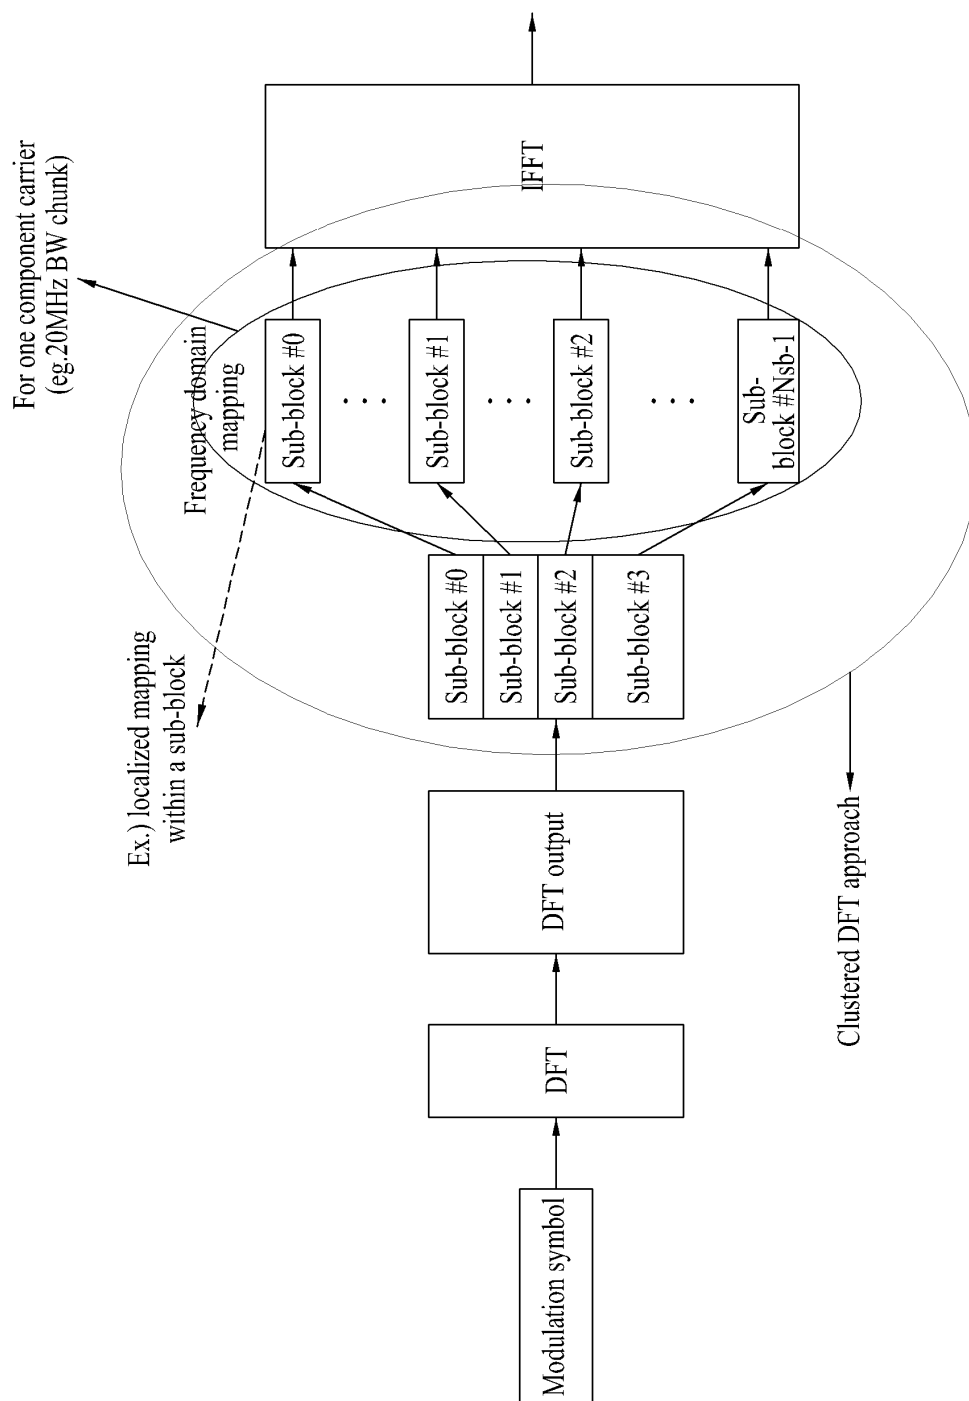 For one component carrier
(eg.20MHz BW chunk)
Ex.) localized mapping
within a sub-block
Frequency domain
mapping
Modulation symbol
DFT
DFT output
Sub-block #0
Sub-block #1
Sub-block #2
Sub-block #3
Sub-block #0
. . .
Sub-block #1
. . .
Sub-block #2
. . .
Sub-
block #Nsb-1
IFFT
Clustered DFT approach